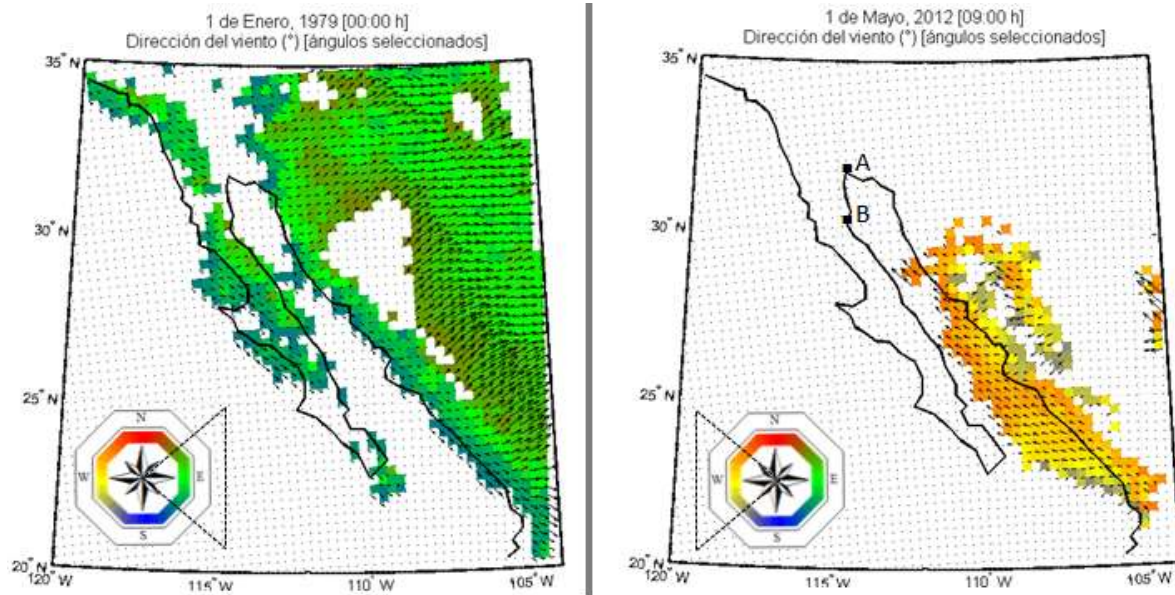 1 de Enero, 1979 [00:00 h]
Dirección del viento (°) [ángulos seleccionados]
35° N
30° N
25° N
20° N
120° W
115° W
110° W
105° W
N
W
E
S
1 de Mayo, 2012 [09:00 h]
Dirección del viento (°) [ángulos seleccionados]
35° N
A
B
30° N
25° N
20° N
120° W
115° W
110° W
105° W
N
W
E
S